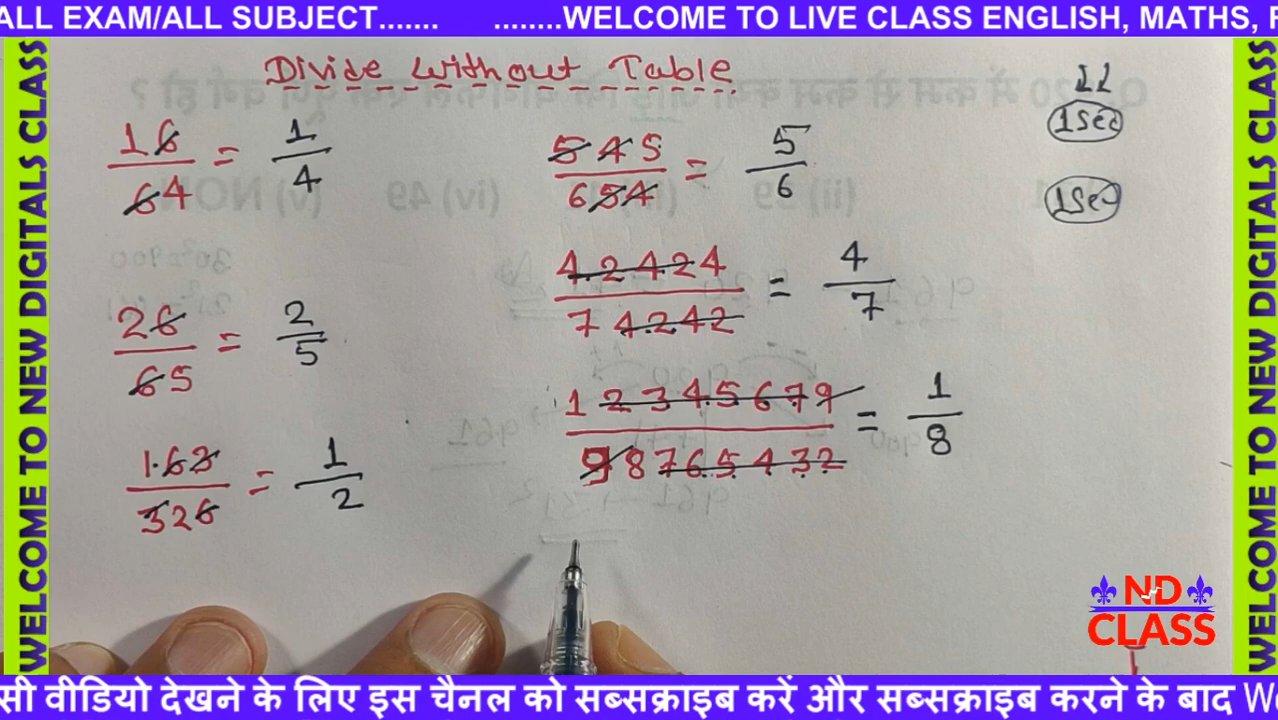 ALL EXAM/ALL SUBJECT....... ........WELCOME TO LIVE CLASS ENGLISH, MATHS,
WELCOME TO NEW DIGITALS CLASS
Divide without Table
16/64 = 1/4
26/65 = 2/5
163/326 = 1/2
545/654 = 5/6
42424/74242 = 4/7
12345679/98765432 = 1/8
11
1Sec
1Sec
ND
CLASS
WELCOME TO NEW DIGITALS CLASS
सी वीडियो देखने के लिए इस चैनल को सब्सक्राइब करें और सब्सक्राइब करने के बाद